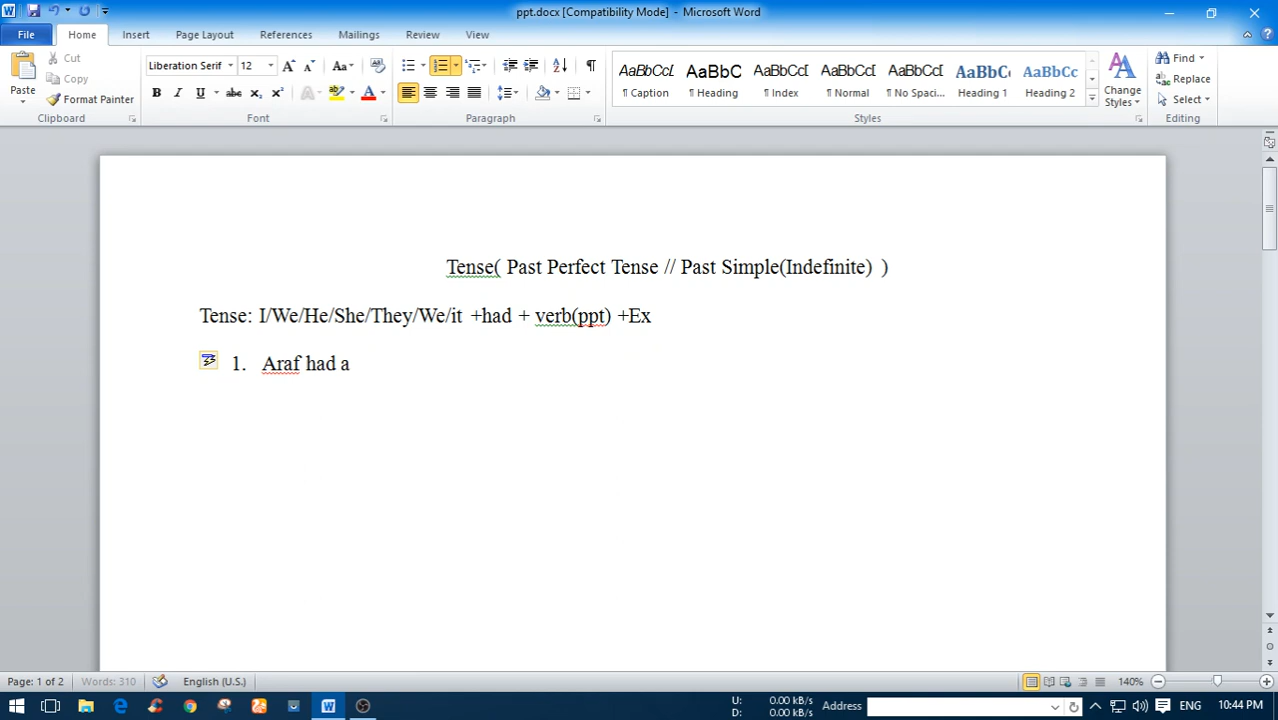 ppt.docx [Compatibility Mode] - Microsoft Word
File Home Insert Page Layout References Mailings Review View
Paste Cut Copy Format Painter Clipboard
Liberation Serif 12 Font
Paragraph
AaBbCcI AaBbC AaBbCcI AaBbCcI AaBbCcI AaBbC AaBbCc
¶ Caption ¶ Heading ¶ Index ¶ Normal ¶ No Spaci... Heading 1 Heading 2
Styles
Change Styles
Find Replace Select Editing
Tense( Past Perfect Tense // Past Simple(Indefinite) )
Tense: I/We/He/She/They/We/it +had + verb(ppt) +Ex
1. Araf had a
Page: 1 of 2 Words: 310 English (U.S.) 140%
U: 0.00 kB/s
D: 0.00 kB/s
Address ENG 10:44 PM